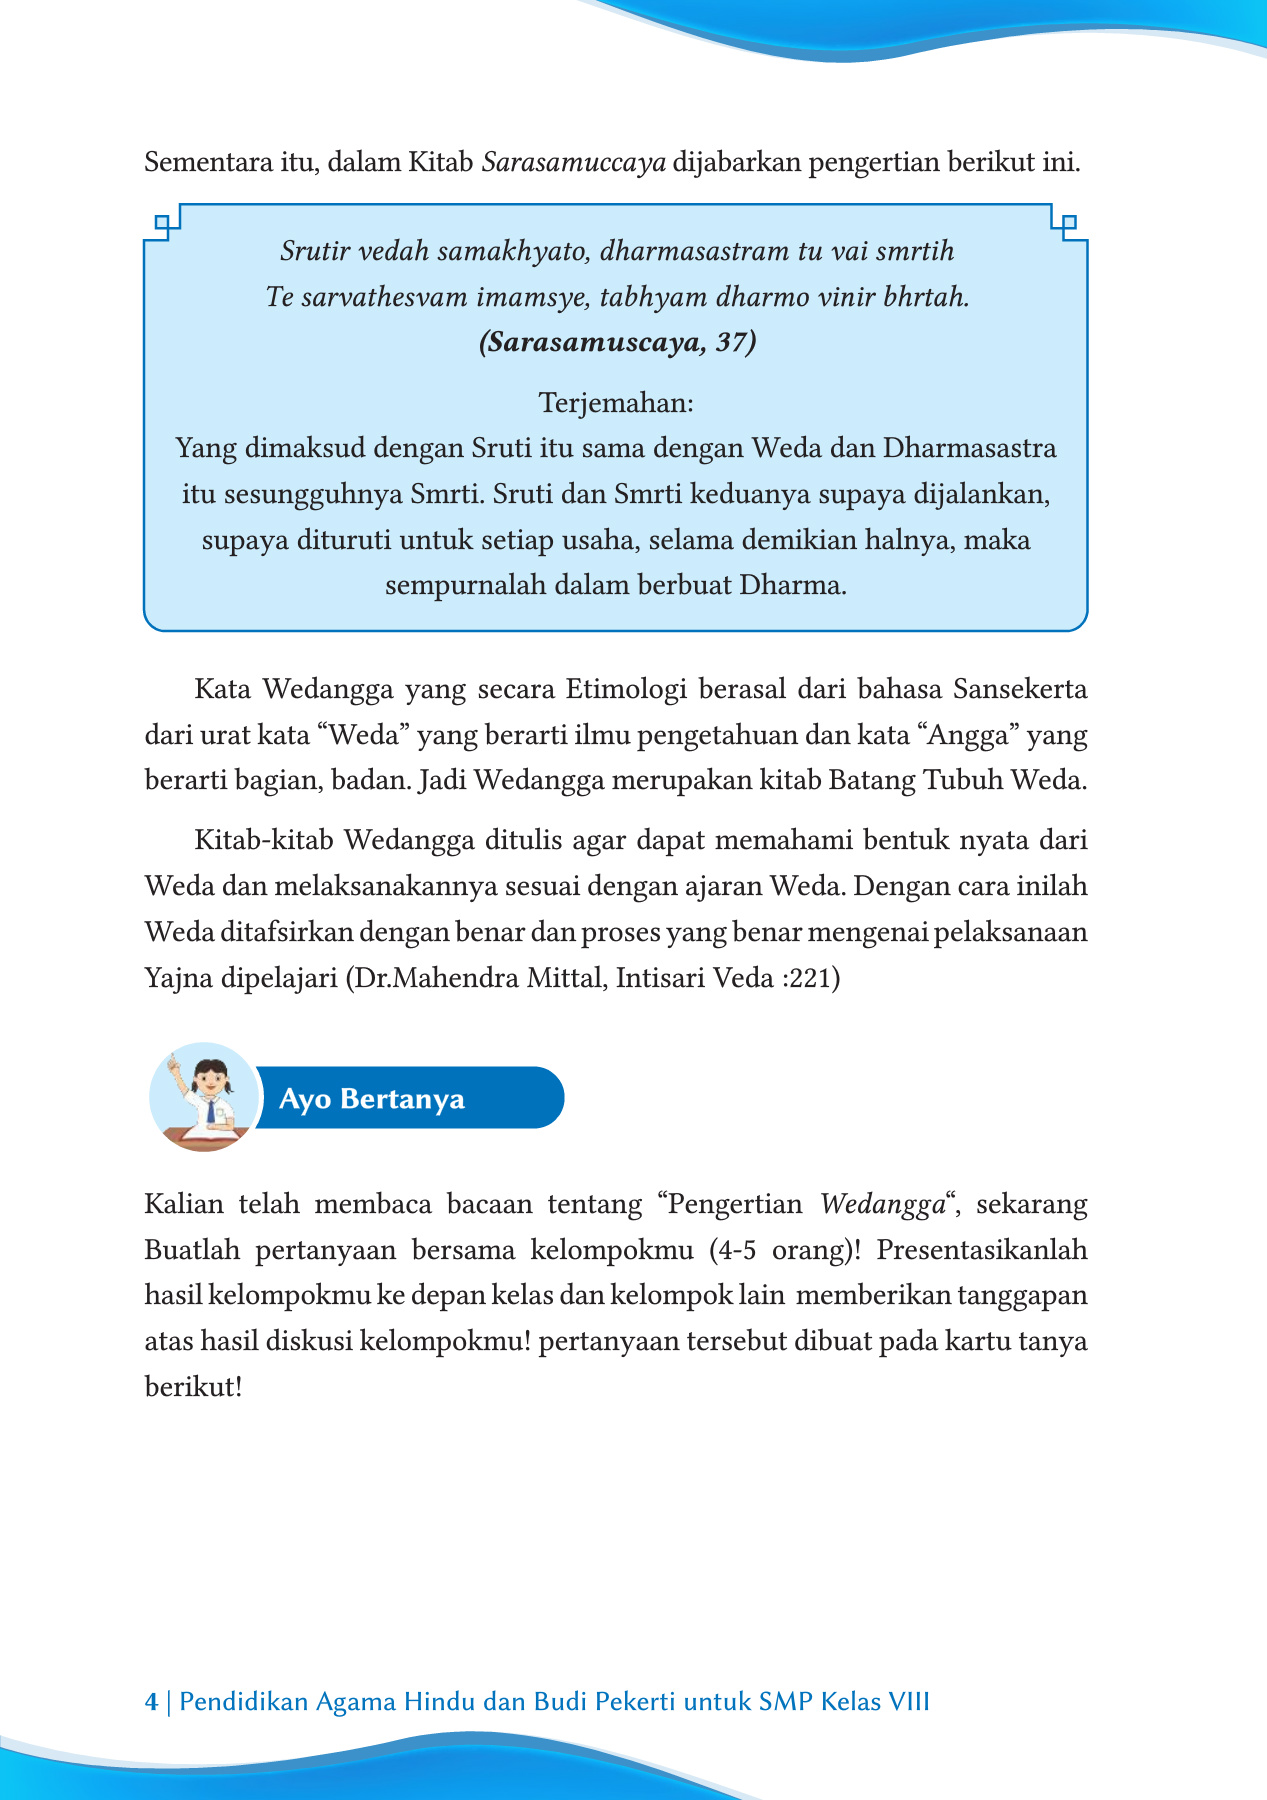 Sementara itu, dalam Kitab Sarasamuccaya dijabarkan pengertian berikut ini.
Srutir vedah samakhyato, dharmasastram tu vai smrtih
Te sarvathesvam imamsye, tabhyam dharmo vinir bhrtah.
(Sarasamuscaya, 37)
Terjemahan:
Yang dimaksud dengan Sruti itu sama dengan Weda dan Dharmasastra
itu sesungguhnya Smrti. Sruti dan Smrti keduanya supaya dijalankan,
supaya dituruti untuk setiap usaha, selama demikian halnya, maka
sempurnalah dalam berbuat Dharma.
Kata Wedangga yang secara Etimologi berasal dari bahasa Sansekerta
dari urat kata “Weda” yang berarti ilmu pengetahuan dan kata “Angga” yang
berarti bagian, badan. Jadi Wedangga merupakan kitab Batang Tubuh Weda.
Kitab-kitab Wedangga ditulis agar dapat memahami bentuk nyata dari
Weda dan melaksanakannya sesuai dengan ajaran Weda. Dengan cara inilah
Weda ditafsirkan dengan benar dan proses yang benar mengenai pelaksanaan
Yajna dipelajari (Dr.Mahendra Mittal, Intisari Veda :221)
Ayo Bertanya
Kalian telah membaca bacaan tentang “Pengertian Wedangga“, sekarang
Buatlah pertanyaan bersama kelompokmu (4-5 orang)! Presentasikanlah
hasil kelompokmu ke depan kelas dan kelompok lain memberikan tanggapan
atas hasil diskusi kelompokmu! pertanyaan tersebut dibuat pada kartu tanya
berikut!
4 | Pendidikan Agama Hindu dan Budi Pekerti untuk SMP Kelas VIII